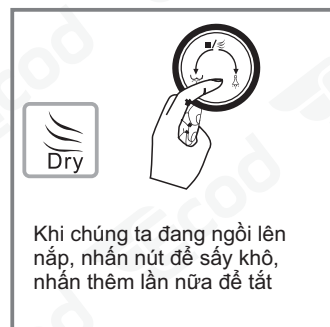 Dry
Khi chúng ta đang ngồi lên
nắp, nhấn nút để sấy khô,
nhấn thêm lần nữa để tắt